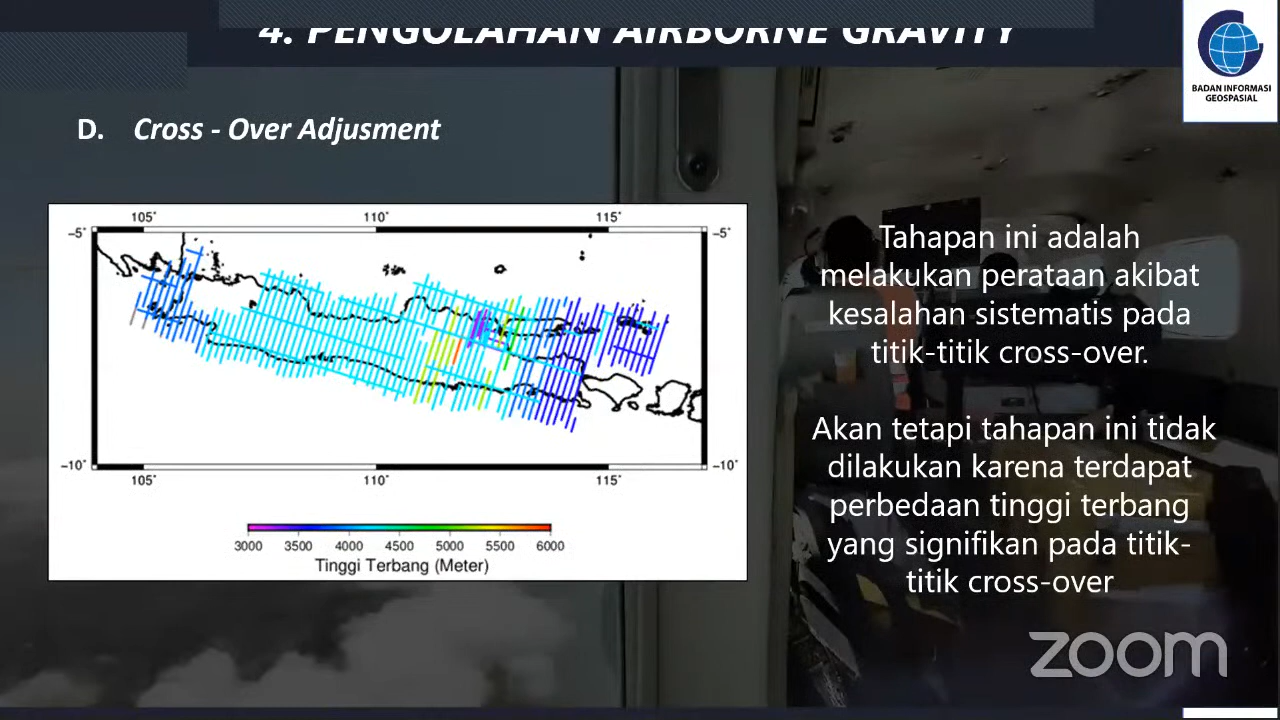 4. PENGOLAHAN AIRBORNE GRAVITY
BADAN INFORMASI
GEOSPASIAL
D. Cross - Over Adjusment
105° 110° 115°
-5° -5°
-10° -10°
105° 110° 115°
3000 3500 4000 4500 5000 5500 6000
Tinggi Terbang (Meter)
Tahapan ini adalah
melakukan perataan akibat
kesalahan sistematis pada
titik-titik cross-over.
Akan tetapi tahapan ini tidak
dilakukan karena terdapat
perbedaan tinggi terbang
yang signifikan pada titik-
titik cross-over
zoom